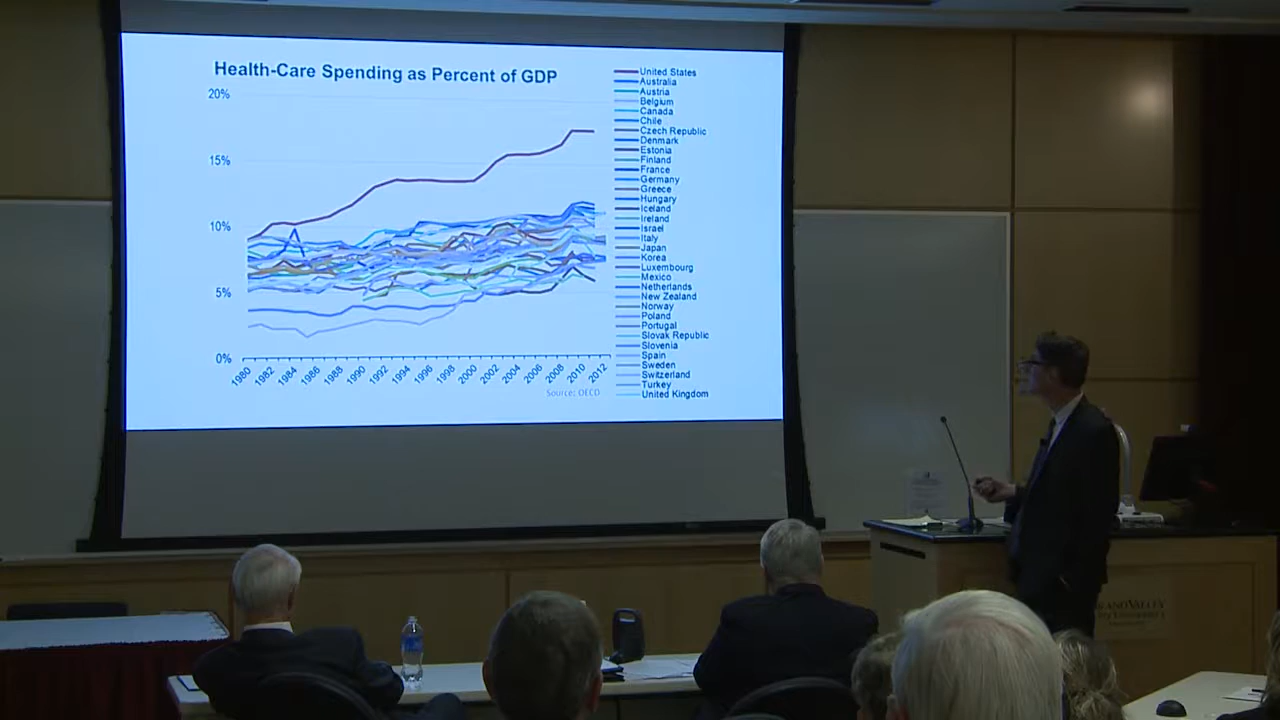 Health-Care Spending as Percent of GDP
20%
15%
10%
5%
0%
1980
1982
1984
1986
1988
1990
1992
1994
1996
1998
2000
2002
2004
2006
2008
2010
2012
Source: OECD
United States
Australia
Austria
Belgium
Canada
Chile
Czech Republic
Denmark
Estonia
Finland
France
Germany
Greece
Hungary
Iceland
Ireland
Israel
Italy
Japan
Korea
Luxembourg
Mexico
Netherlands
New Zealand
Norway
Poland
Portugal
Slovak Republic
Slovenia
Spain
Sweden
Switzerland
Turkey
United Kingdom